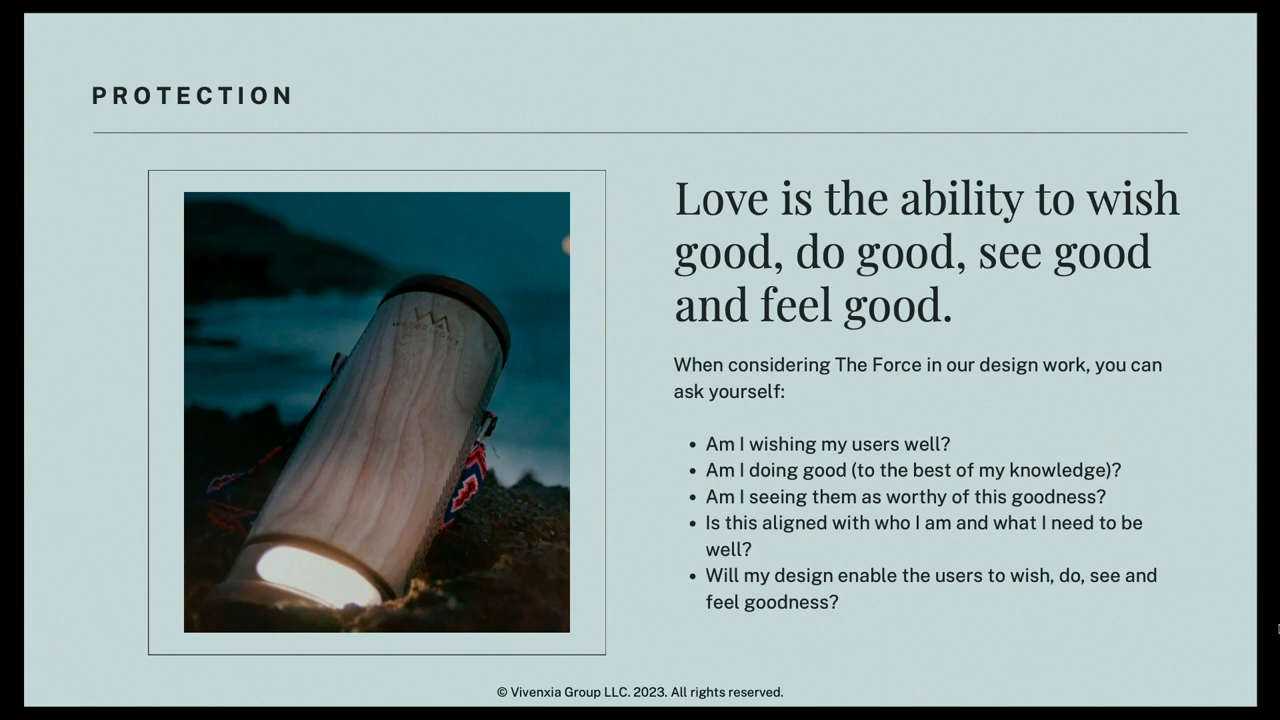 PROTECTION
Love is the ability to wish
good, do good, see good
and feel good.
When considering The Force in our design work, you can
ask yourself:
• Am I wishing my users well?
• Am I doing good (to the best of my knowledge)?
• Am I seeing them as worthy of this goodness?
• Is this aligned with who I am and what I need to be
well?
• Will my design enable the users to wish, do, see and
feel goodness?
© Vivenxia Group LLC. 2023. All rights reserved.